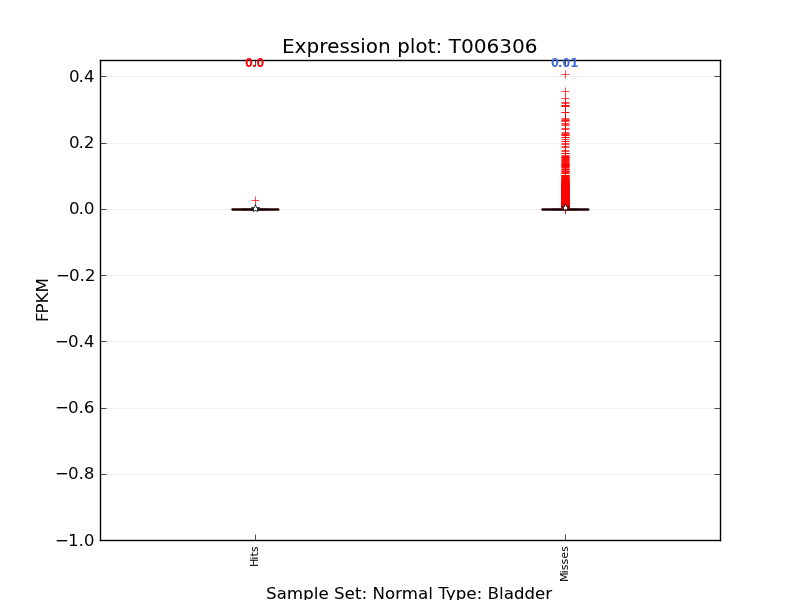 Expression plot: T006306
0.0
0.01
0.4
0.2
0.0
−0.2
−0.4
−0.6
−0.8
−1.0
FPKM
Hits
Misses
Sample Set: Normal Type: Bladder